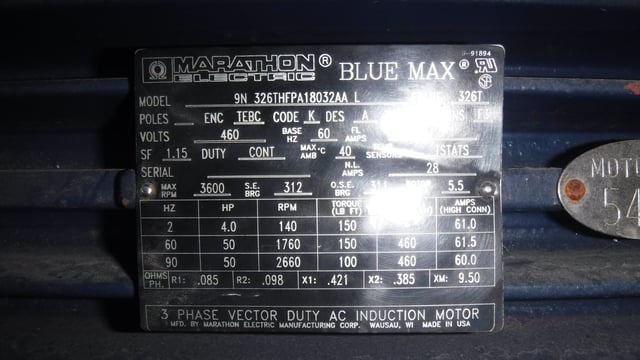 MARATHON® ELECTRIC BLUE MAX® 91894
MODEL 9N 326THFPA18032AA L 326T
POLES ENC TEBC CODE K DES A INS
VOLTS 460 BASE HZ 60 FL AMPS
SF 1.15 DUTY CONT MAX AMB °C 40 SENSORS TSTATS
SERIAL N.L. AMPS 28
MAX RPM 3600 S.E. BRG 312 O.S.E. BRG 5.5
HZ HP RPM TORQUE (LB FT) AMPS (HIGH CONN)
2 4.0 140 150 61.0
60 50 1760 150 460 61.5
90 50 2660 100 460 60.0
OHMS PH. R1: .085 R2: .098 X1: .421 X2: .385 XM: 9.50
3 PHASE VECTOR DUTY AC INDUCTION MOTOR
MFD. BY MARATHON ELECTRIC MANUFACTURING CORP. WAUSAU, WI MADE IN USA
MOTO
54